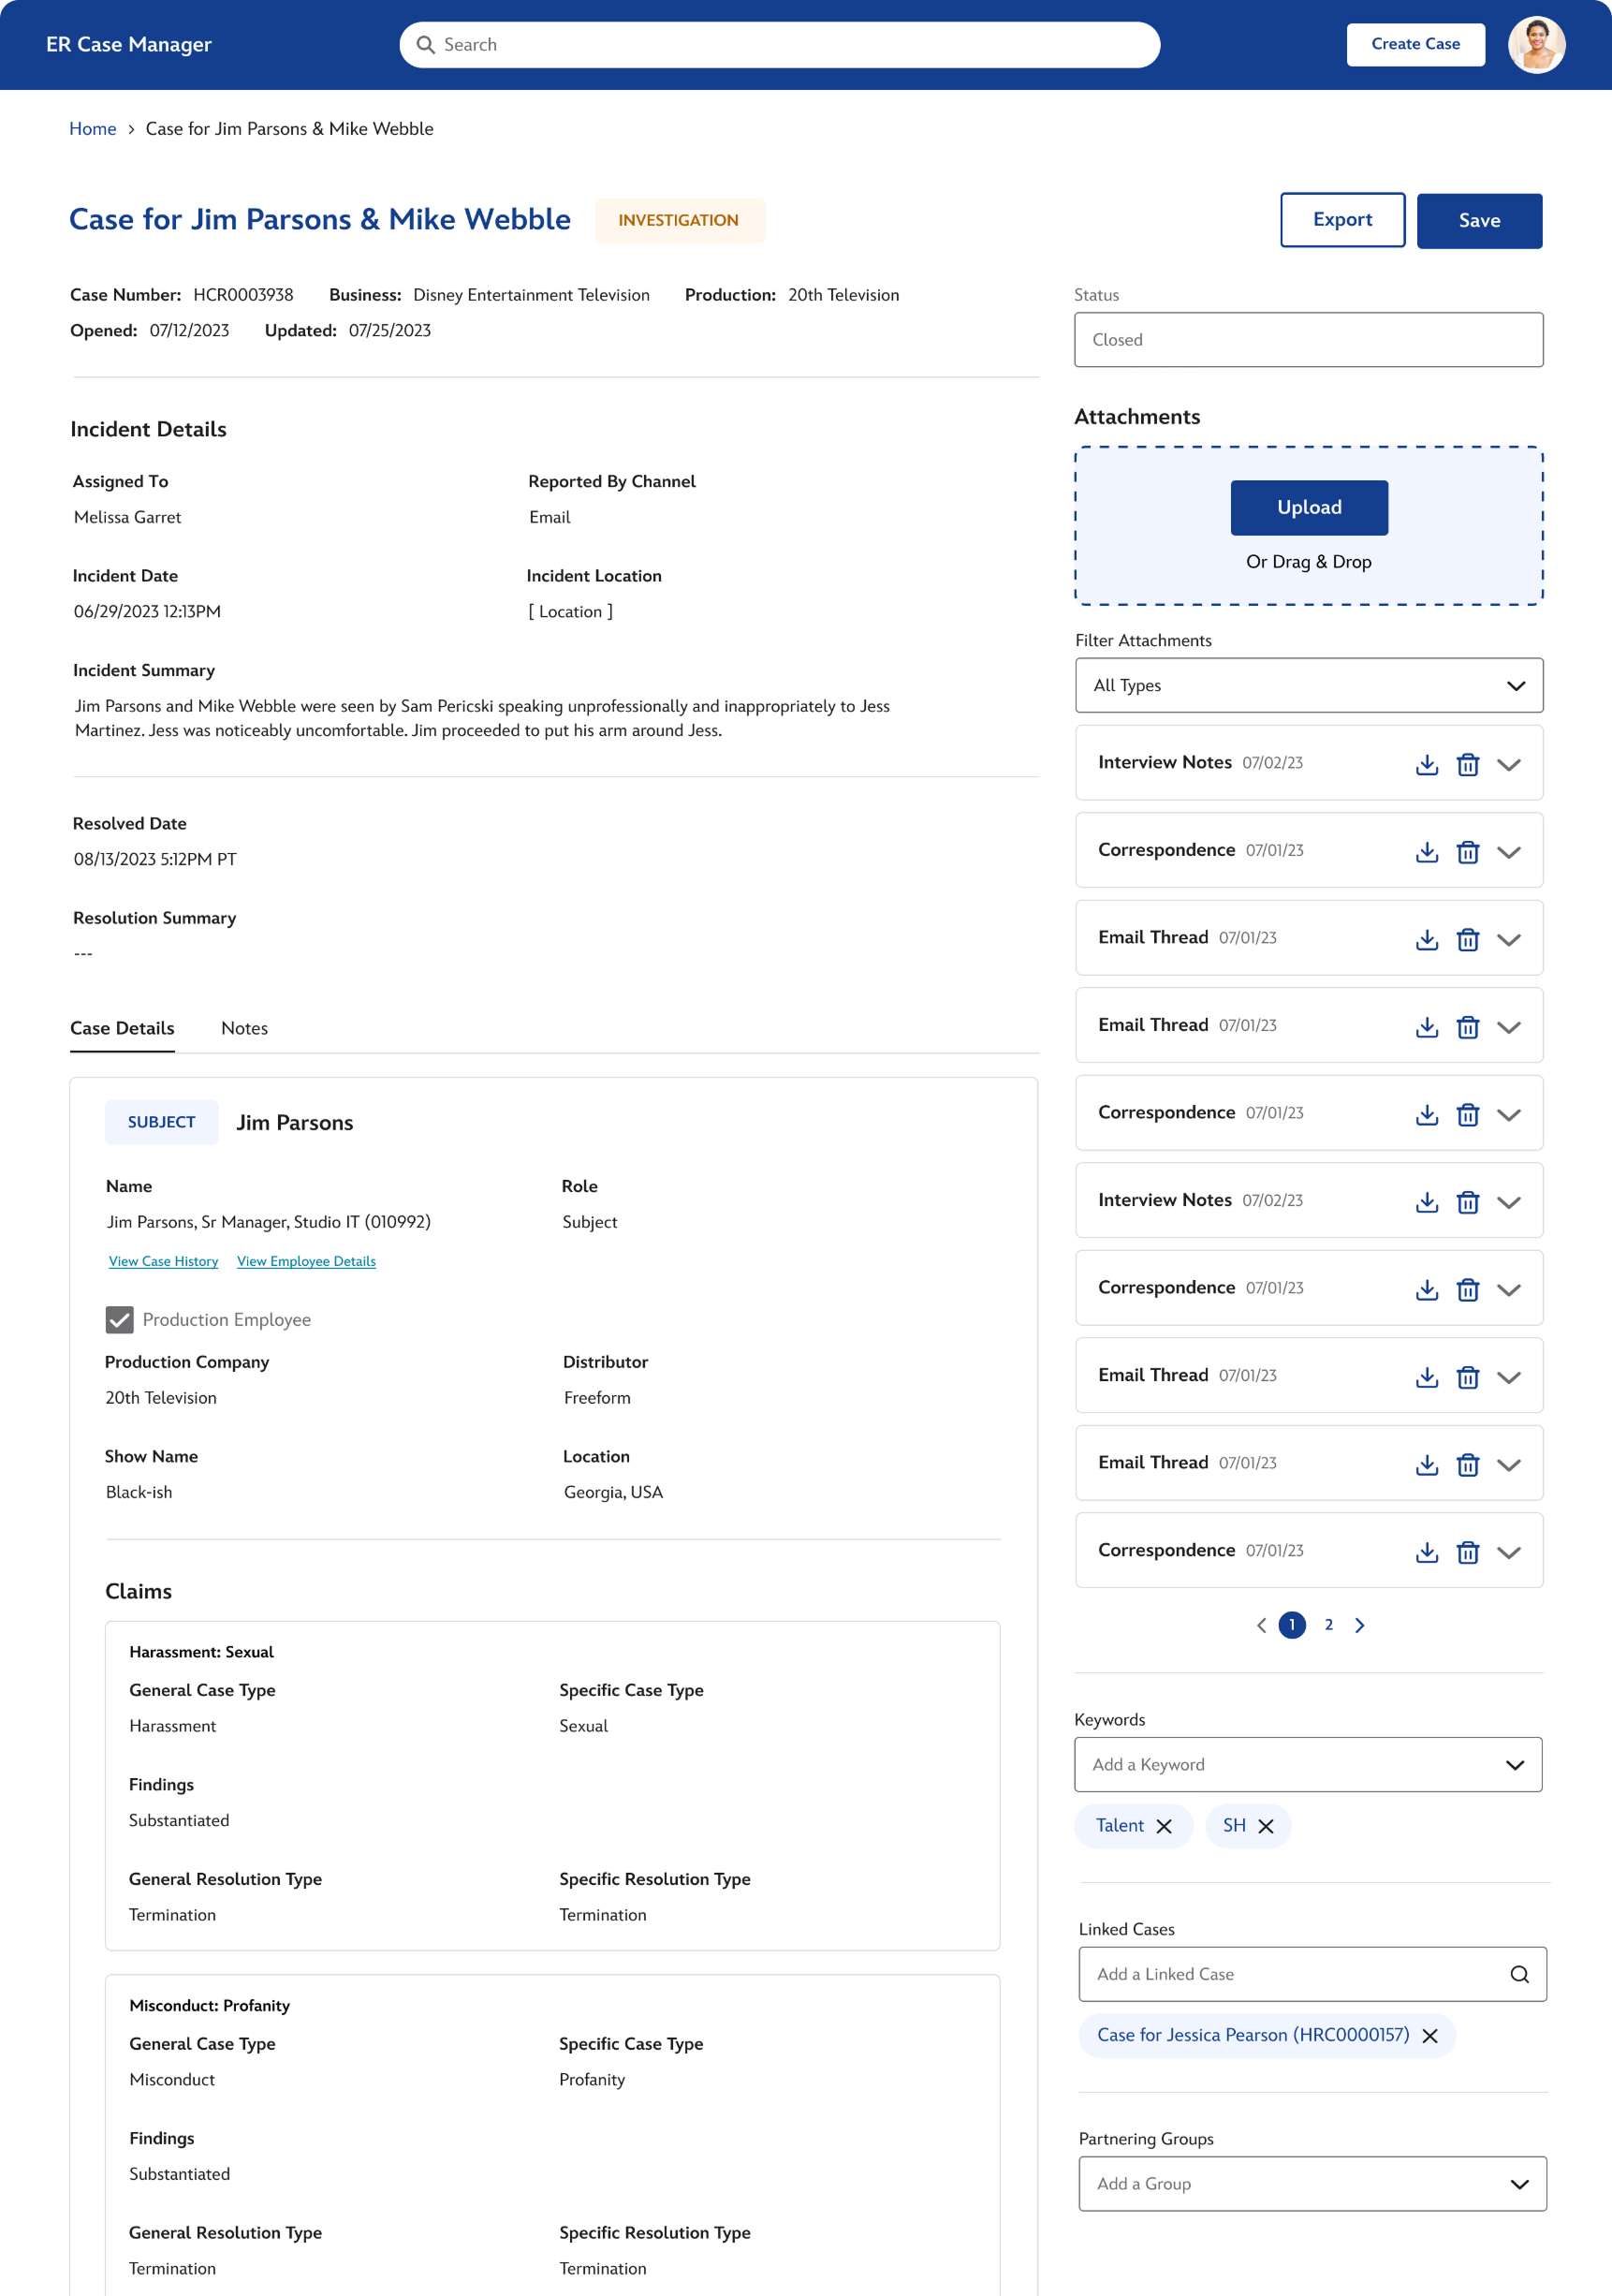 ER Case Manager
Search
Create Case
Home > Case for Jim Parsons & Mike Webble
Case for Jim Parsons & Mike Webble
INVESTIGATION
Export
Save
Case Number: HCR0003938 Business: Disney Entertainment Television Production: 20th Television
Opened: 07/12/2023 Updated: 07/25/2023
Incident Details
Assigned To
Melissa Garret
Reported By Channel
Email
Incident Date
06/29/2023 12:13PM
Incident Location
[ Location ]
Incident Summary
Jim Parsons and Mike Webble were seen by Sam Pericski speaking unprofessionally and inappropriately to Jess
Martinez. Jess was noticeably uncomfortable. Jim proceeded to put his arm around Jess.
Resolved Date
08/13/2023 5:12PM PT
Resolution Summary
---
Case Details
Notes
SUBJECT
Jim Parsons
Name
Jim Parsons, Sr Manager, Studio IT (010992)
Role
Subject
View Case History
View Employee Details
Production Employee
Production Company
20th Television
Distributor
Freeform
Show Name
Black-ish
Location
Georgia, USA
Claims
Harassment: Sexual
General Case Type
Harassment
Specific Case Type
Sexual
Findings
Substantiated
General Resolution Type
Termination
Specific Resolution Type
Termination
Misconduct: Profanity
General Case Type
Misconduct
Specific Case Type
Profanity
Findings
Substantiated
General Resolution Type
Termination
Specific Resolution Type
Termination
Status
Closed
Attachments
Upload
Or Drag & Drop
Filter Attachments
All Types
Interview Notes 07/02/23
Correspondence 07/01/23
Email Thread 07/01/23
Email Thread 07/01/23
Correspondence 07/01/23
Interview Notes 07/02/23
Correspondence 07/01/23
Email Thread 07/01/23
Email Thread 07/01/23
Correspondence 07/01/23
1 2
Keywords
Add a Keyword
Talent
SH
Linked Cases
Add a Linked Case
Case for Jessica Pearson (HRC0000157)
Partnering Groups
Add a Group